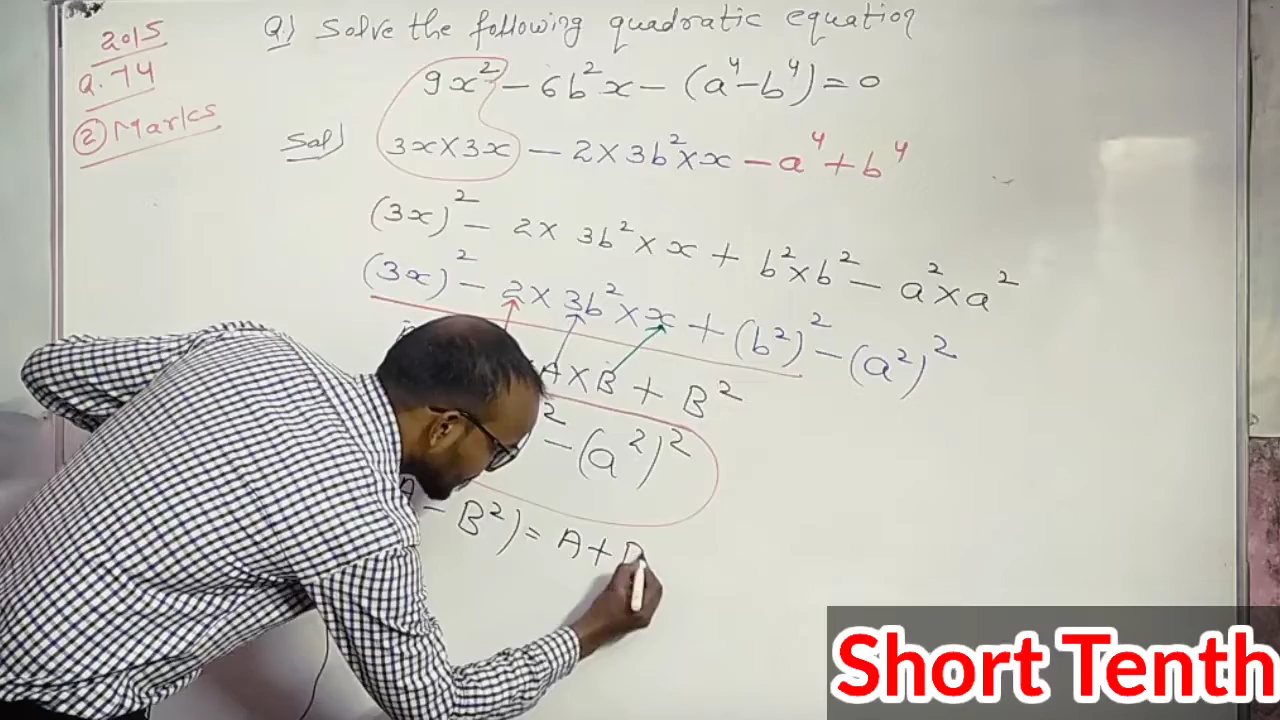 2015
Q.74
② Marks
Q.) Solve the following quadratic equation
9x² - 6b²x - (a⁴-b⁴) = 0
Sol)
3x×3x - 2×3b²×x - a⁴ + b⁴
(3x)² - 2× 3b²×x + b²×b² - a²×a²
(3x)² - 2×3b²×x + (b²)² - (a²)²
A×B + B²
² - (a²)²
A - B²) = A+B
Short Tenth